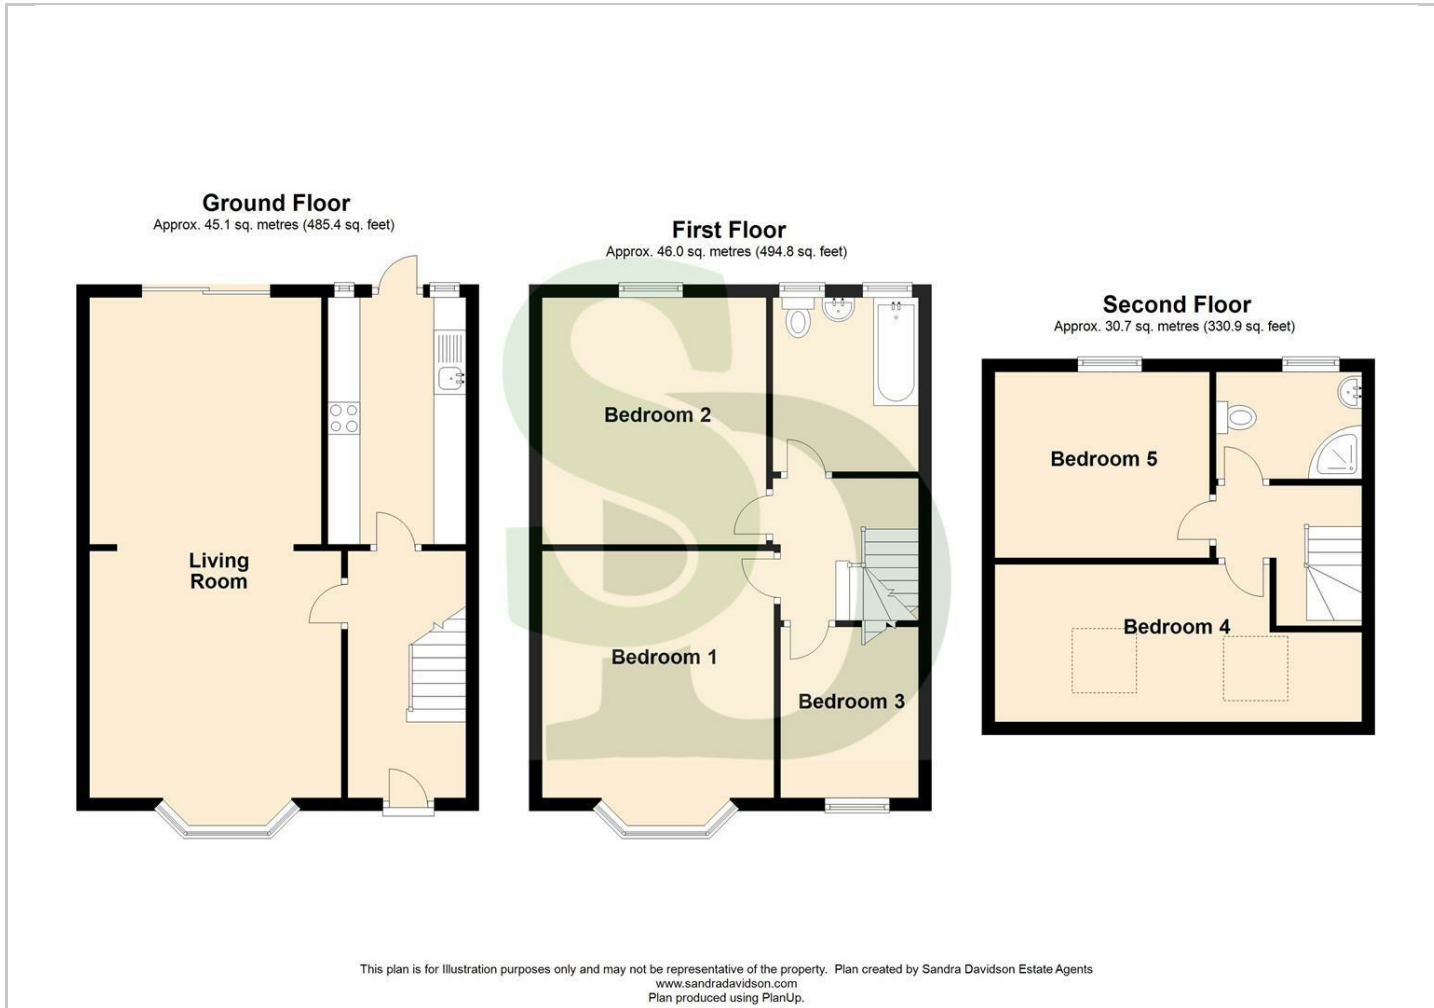 Ground Floor
Approx. 45.1 sq. metres (485.4 sq. feet)
First Floor
Approx. 46.0 sq. metres (494.8 sq. feet)
Second Floor
Approx. 30.7 sq. metres (330.9 sq. feet)
Living
Room
Bedroom 2
Bedroom 1
Bedroom 3
Bedroom 5
Bedroom 4
SD
This plan is for Illustration purposes only and may not be representative of the property. Plan created by Sandra Davidson Estate Agents
www.sandradavidson.com
Plan produced using PlanUp.